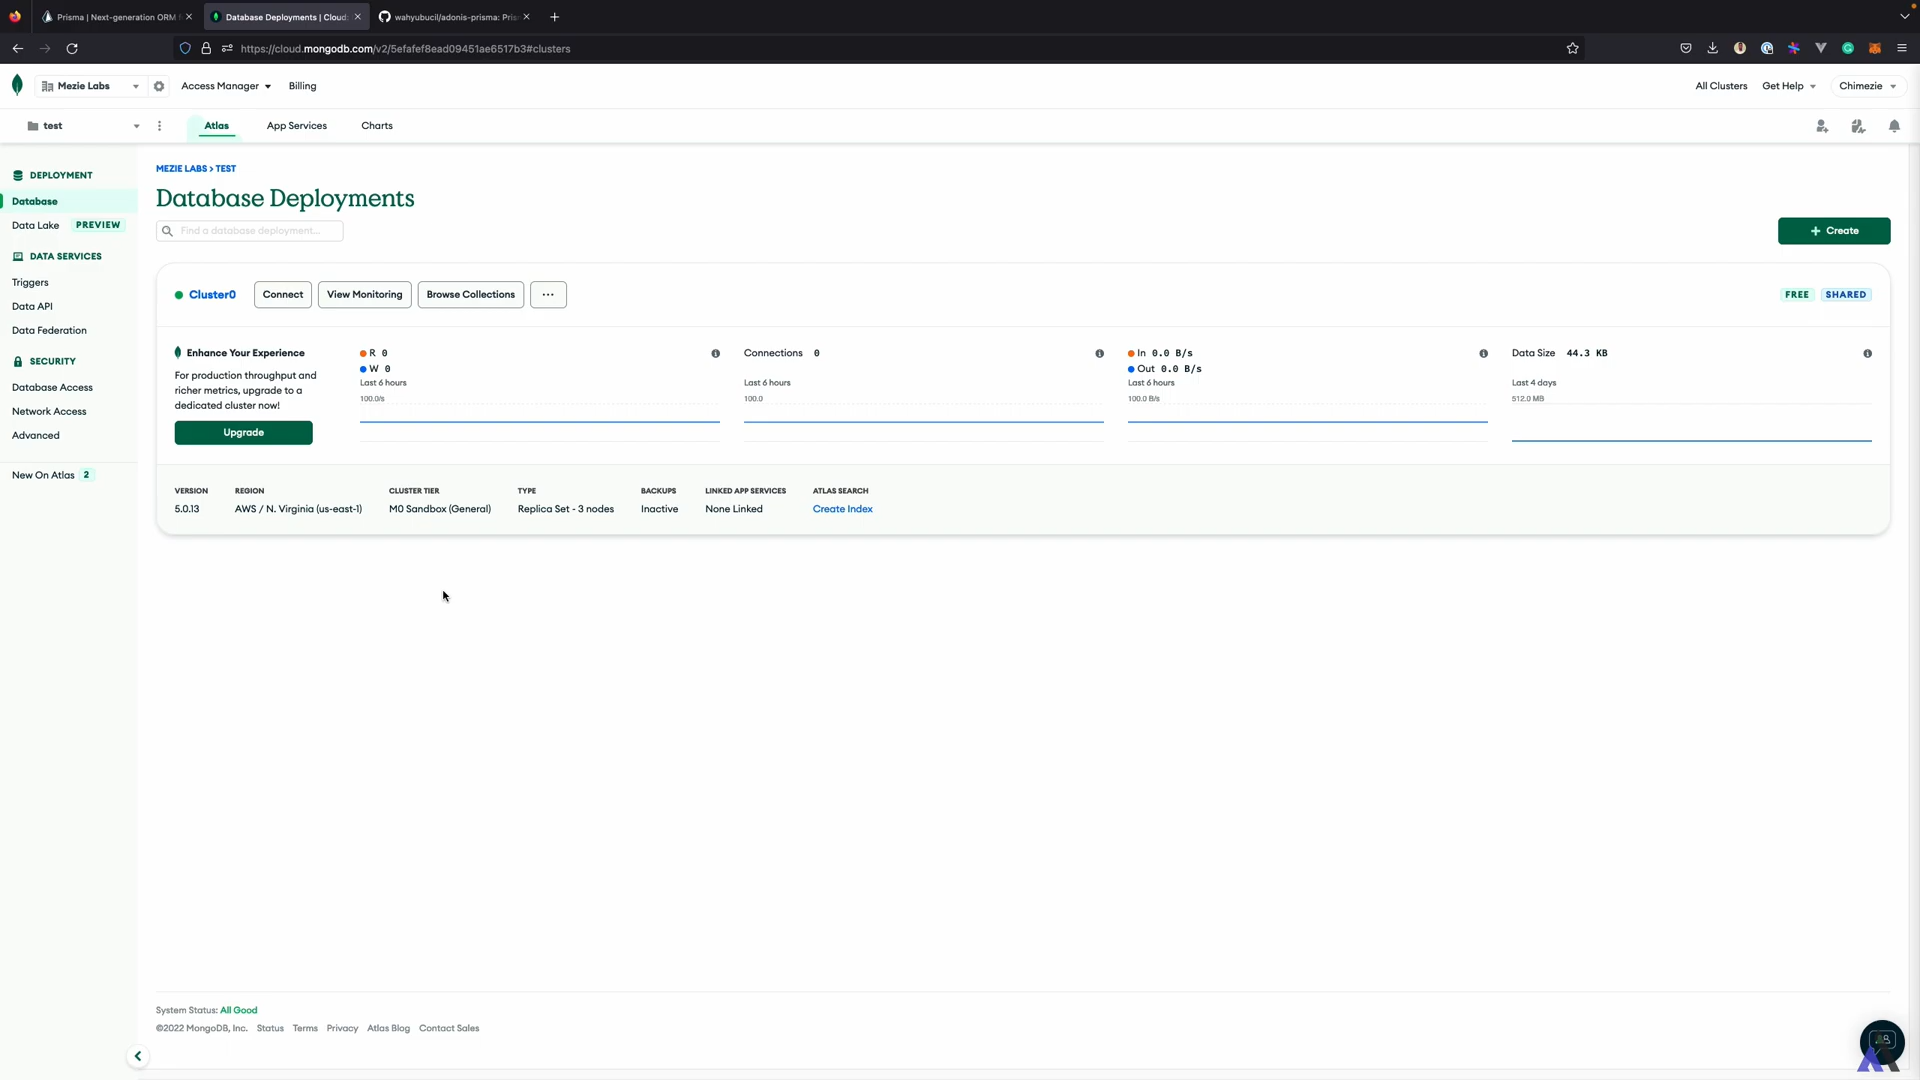 Prisma | Next-generation ORM f
Database Deployments | Cloud:
wahyubucil/adonis-prisma: Pris
https://cloud.mongodb.com/v2/5efafef8ead09451ae6517b3#clusters
Mezie Labs
Access Manager
Billing
All Clusters
Get Help
Chimezie
test
Atlas
App Services
Charts
DEPLOYMENT
Database
Data Lake PREVIEW
DATA SERVICES
Triggers
Data API
Data Federation
SECURITY
Database Access
Network Access
Advanced
New On Atlas 2
MEZIE LABS > TEST
Database Deployments
Find a database deployment...
+ Create
Cluster0
Connect
View Monitoring
Browse Collections
...
FREE
SHARED
Enhance Your Experience
For production throughput and
richer metrics, upgrade to a
dedicated cluster now!
Upgrade
R 0
W 0
Last 6 hours
100.0/s
Connections 0
Last 6 hours
100.0
In 0.0 B/s
Out 0.0 B/s
Last 6 hours
100.0 B/s
Data Size 44.3 KB
Last 4 days
512.0 MB
VERSION
5.0.13
REGION
AWS / N. Virginia (us-east-1)
CLUSTER TIER
M0 Sandbox (General)
TYPE
Replica Set - 3 nodes
BACKUPS
Inactive
LINKED APP SERVICES
None Linked
ATLAS SEARCH
Create Index
System Status: All Good
©2022 MongoDB, Inc. Status Terms Privacy Atlas Blog Contact Sales